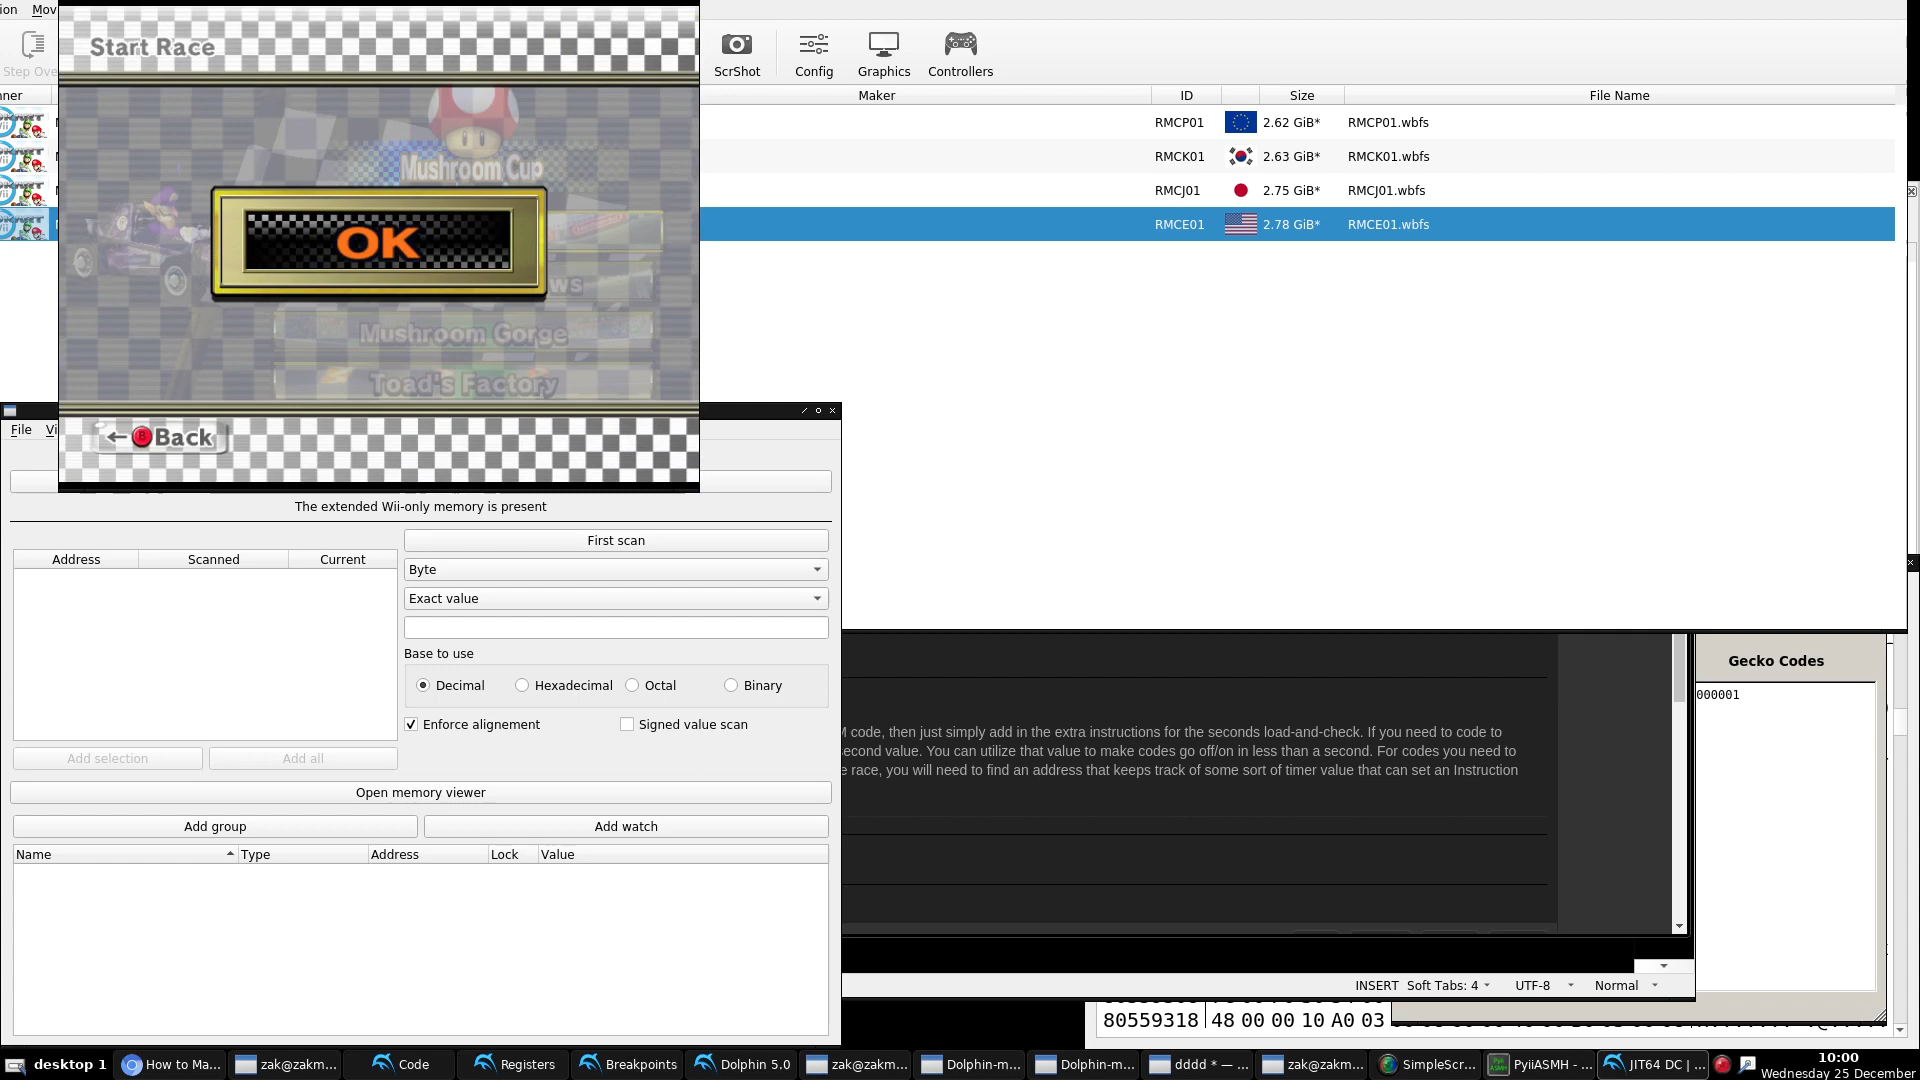 ion Mov
Start Race
Step Ove
ScrShot
Config
Graphics
Controllers
nner
Maker
ID
Size
File Name
RMCP01 2.62 GiB* RMCP01.wbfs
RMCK01 2.63 GiB* RMCK01.wbfs
RMCJ01 2.75 GiB* RMCJ01.wbfs
RMCE01 2.78 GiB* RMCE01.wbfs
Mushroom Cup
OK
ws
Mushroom Gorge
Toad's Factory
B Back
File Vi
The extended Wii-only memory is present
Address Scanned Current
First scan
Byte
Exact value
Base to use
Decimal Hexadecimal Octal Binary
Enforce alignement
Signed value scan
Add selection
Add all
Open memory viewer
Add group
Add watch
Name Type Address Lock Value
Gecko Codes
000001
M code, then just simply add in the extra instructions for the seconds load-and-check. If you need to code to
econd value. You can utilize that value to make codes go off/on in less than a second. For codes you need to
e race, you will need to find an address that keeps track of some sort of timer value that can set an Instruction
INSERT Soft Tabs: 4 UTF-8 Normal
80559318 48 00 00 10 A0 03
desktop 1
How to Ma...
zak@zakm...
Code
Registers
Breakpoints
Dolphin 5.0
zak@zakm...
Dolphin-m...
Dolphin-m...
dddd * — ...
zak@zakm...
SimpleScr...
PyiiASMH - ...
JIT64 DC | ...
10:00
Wednesday 25 December